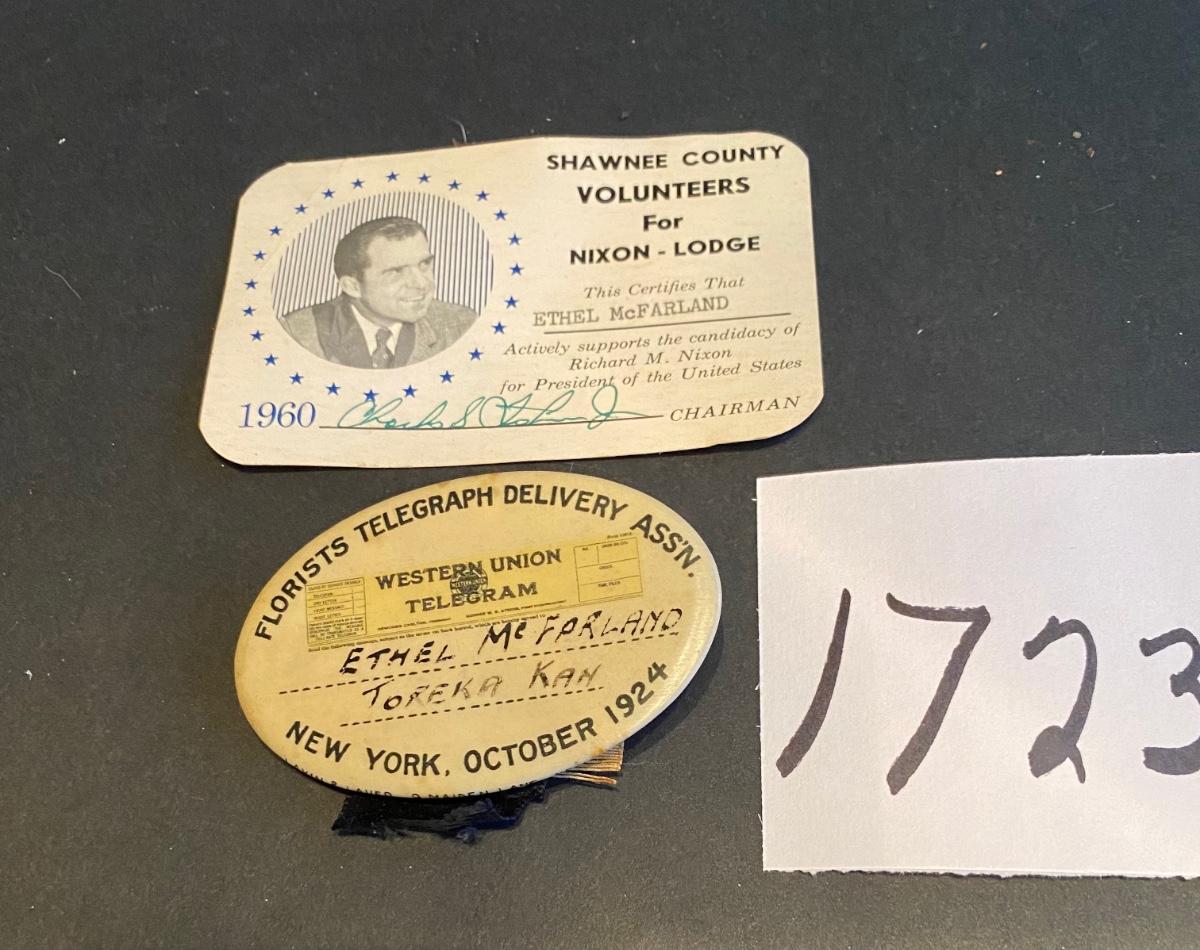 SHAWNEE COUNTY
VOLUNTEERS
For
NIXON - LODGE
This Certifies That
ETHEL McFARLAND
Actively supports the candidacy of
Richard M. Nixon
for President of the United States
1960
CHAIRMAN
FLORISTS TELEGRAPH DELIVERY ASS'N.
WESTERN UNION
TELEGRAM
ETHEL McFARLAND
TOPEKA KAN
NEW YORK, OCTOBER 1924
1723